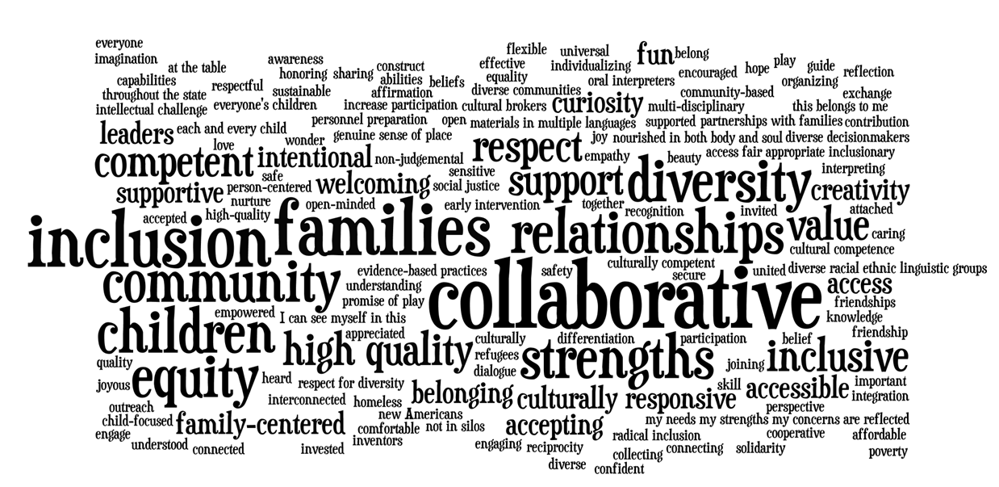 everyone
flexible universal fun belong
imagination at the table awareness honoring sharing construct effective individualizing encouraged hope play guide reflection
capabilities respectful sustainable abilities beliefs equality oral interpreters organizing
throughout the state affirmation diverse communities community-based exchange
intellectual challenge everyone's children increase participation cultural brokers curiosity multi-disciplinary this belongs to me
personnel preparation open materials in multiple languages supported partnerships with families contribution
leaders each and every child wonder genuine sense of place joy nourished in both body and soul diverse decisionmakers
love respect empathy beauty access fair appropriate inclusionary
competent intentional non-judgemental
safe sensitive support diversity interpreting
supportive person-centered welcoming social justice creativity
nurture open-minded early intervention together recognition invited attached
accepted high-quality
inclusion families relationships value caring
cultural competence
community evidence-based practices safety culturally competent secure united diverse racial ethnic linguistic groups
understanding collaborative access
promise of play friendships
children empowered I can see myself in this knowledge
appreciated culturally differentiation participation belief friendship
quality high quality refugees strengths joining inclusive
dialogue
joyous equity heard respect for diversity skill accessible important
interconnected homeless belonging culturally responsive integration
outreach new Americans perspective
child-focused family-centered comfortable not in silos accepting my needs my strengths my concerns are reflected
engage radical inclusion cooperative affordable
understood connected invested inventors engaging reciprocity collecting connecting solidarity poverty
diverse confident